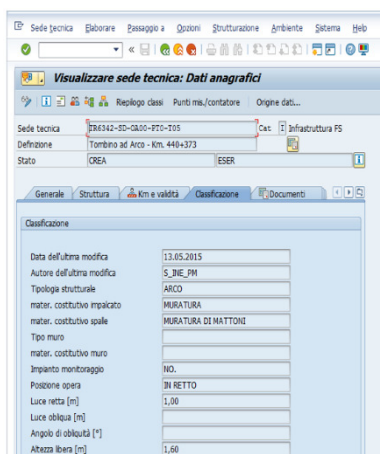 Sede tecnica Elaborare Passaggio a Opzioni Strutturazione Ambiente Sistema Help
Visualizzare sede tecnica: Dati anagrafici
Riepilogo classi Punti mis./contatore Origine dati...
Sede tecnica TR6342-SD-OA00-PT0-T05 Cat I Infrastruttura FS
Definizione Tombino ad Arco - Km. 440+373
Stato CREA ESER
Generale Struttura Km e validità Classificazione Documenti
Classificazione
Data dell'ultima modifica 13.05.2015
Autore dell'ultima modifica S_INE_PM
Tipologia strutturale ARCO
mater. costitutivo impalcato MURATURA
mater. costitutivo spalle MURATURA DI MATTONI
Tipo muro
mater. costitutivo muro
Impianto monitoraggio NO.
Posizione opera IN RETTO
Luce retta [m] 1,00
Luce obliqua [m]
Angolo di obliquità [°]
Altezza libera [m] 1,60